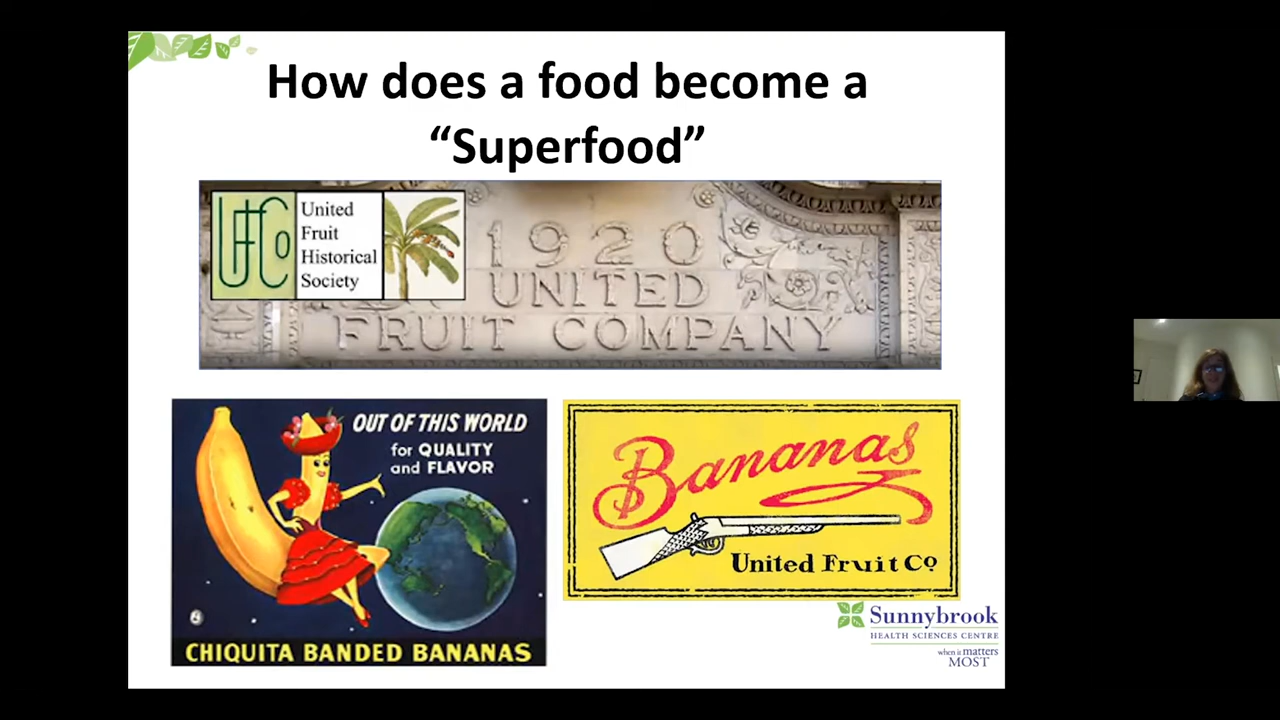 How does a food become a
“Superfood”
United
Fruit
Historical
Society
UFCo
1920
UNITED
FRUIT COMPANY
OUT OF THIS WORLD
for QUALITY
and FLAVOR
CHIQUITA BANDED BANANAS
Bananas
United Fruit Co
Sunnybrook
HEALTH SCIENCES CENTRE
when it matters
MOST